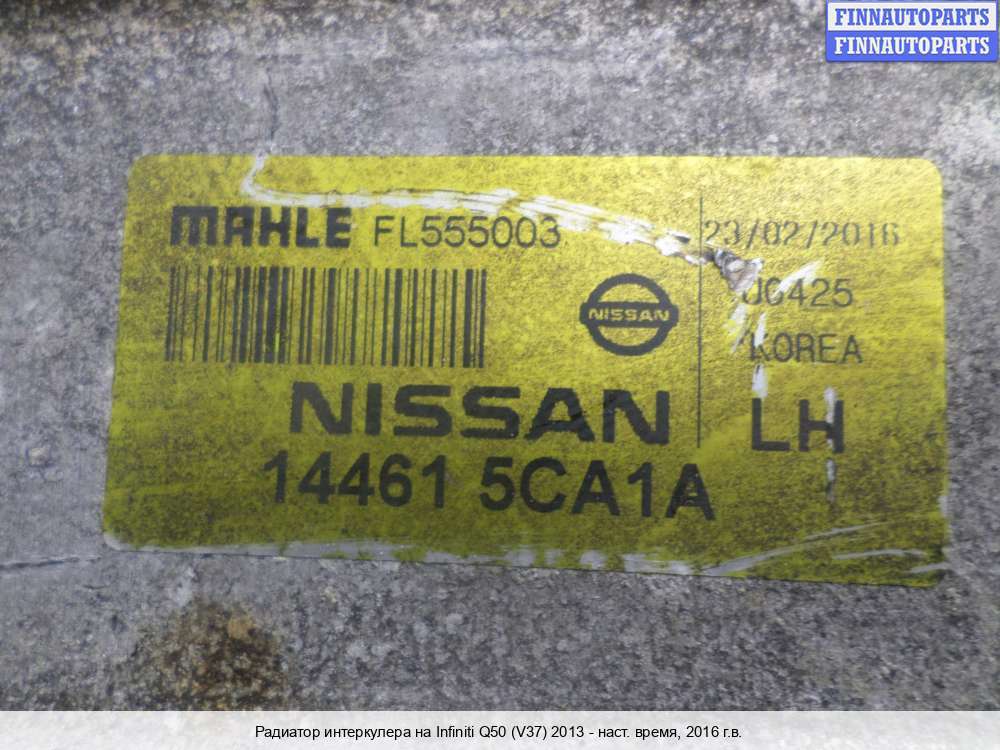 FINNAUTOPARTS
FINNAUTOPARTS
MAHLE FL555003
23/02/2016
NISSAN
UG425
KOREA
NISSAN
LH
14461 5CA1A
Радиатор интеркулера на Infiniti Q50 (V37) 2013 - наст. время, 2016 г.в.